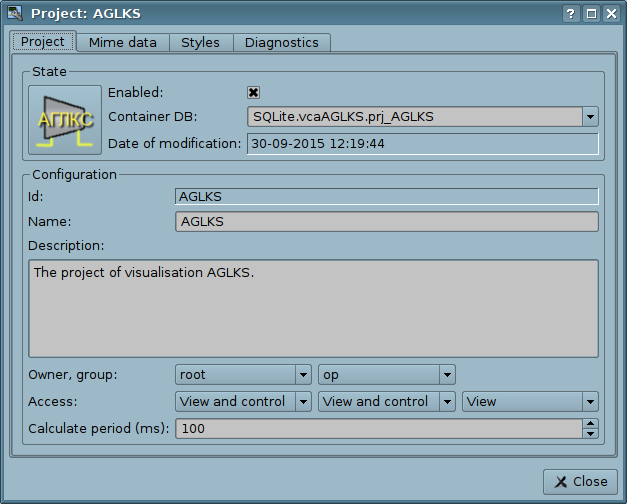 Project: AGLKS
Project Mime data Styles Diagnostics
State
АГЛКС
Enabled:
Container DB: SQLite.vcaAGLKS.prj_AGLKS
Date of modification: 30-09-2015 12:19:44
Configuration
Id: AGLKS
Name: AGLKS
Description:
The project of visualisation AGLKS.
Owner, group: root op
Access: View and control View and control View
Calculate period (ms): 100
Close